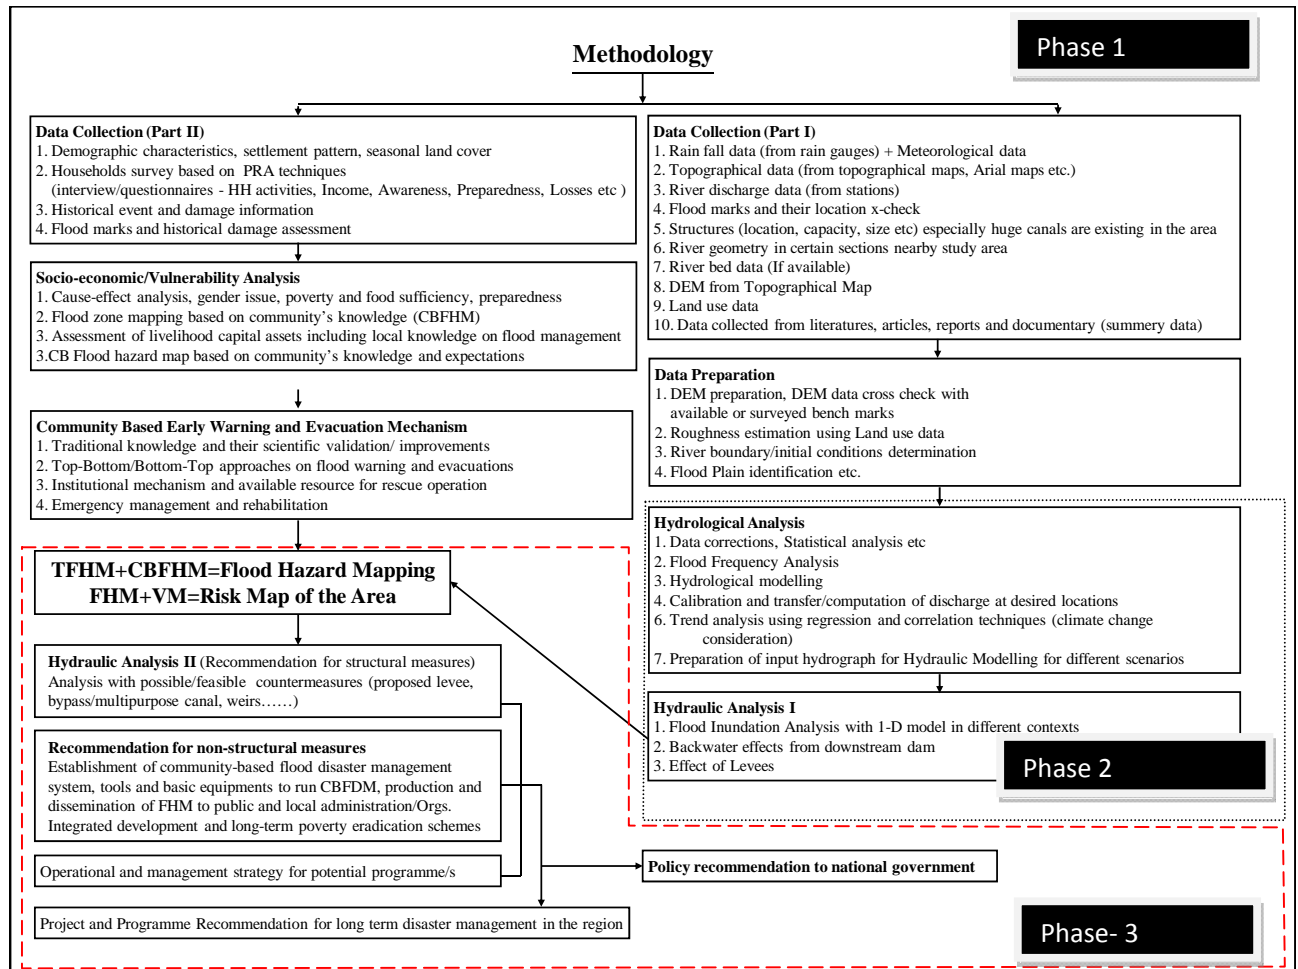 Phase 1
Methodology
Data Collection (Part II)
1. Demographic characteristics, settlement pattern, seasonal land cover
2. Households survey based on PRA techniques
(interview/questionnaires - HH activities, Income, Awareness, Preparedness, Losses etc )
3. Historical event and damage information
4. Flood marks and historical damage assessment
Socio-economic/Vulnerability Analysis
1. Cause-effect analysis, gender issue, poverty and food sufficiency, preparedness
2. Flood zone mapping based on community's knowledge (CBFHM)
3. Assessment of livelihood capital assets including local knowledge on flood management
3.CB Flood hazard map based on community's knowledge and expectations
Community Based Early Warning and Evacuation Mechanism
1. Traditional knowledge and their scientific validation/ improvements
2. Top-Bottom/Bottom-Top approaches on flood warning and evacuations
3. Institutional mechanism and available resource for rescue operation
4. Emergency management and rehabilitation
TFHM+CBFHM=Flood Hazard Mapping
FHM+VM=Risk Map of the Area
Hydraulic Analysis II (Recommendation for structural measures)
Analysis with possible/feasible countermeasures (proposed levee,
bypass/multipurpose canal, weirs……)
Recommendation for non-structural measures
Establishment of community-based flood disaster management
system, tools and basic equipments to run CBFDM, production and
dissemination of FHM to public and local administration/Orgs.
Integrated development and long-term poverty eradication schemes
Operational and management strategy for potential programme/s
Project and Programme Recommendation for long term disaster management in the region
Data Collection (Part I)
1. Rain fall data (from rain gauges) + Meteorological data
2. Topographical data (from topographical maps, Arial maps etc.)
3. River discharge data (from stations)
4. Flood marks and their location x-check
5. Structures (location, capacity, size etc) especially huge canals are existing in the area
6. River geometry in certain sections nearby study area
7. River bed data (If available)
8. DEM from Topographical Map
9. Land use data
10. Data collected from literatures, articles, reports and documentary (summery data)
Data Preparation
1. DEM preparation, DEM data cross check with
available or surveyed bench marks
2. Roughness estimation using Land use data
3. River boundary/initial conditions determination
4. Flood Plain identification etc.
Hydrological Analysis
1. Data corrections, Statistical analysis etc
2. Flood Frequency Analysis
3. Hydrological modelling
4. Calibration and transfer/computation of discharge at desired locations
6. Trend analysis using regression and correlation techniques (climate change
consideration)
7. Preparation of input hydrograph for Hydraulic Modelling for different scenarios
Hydraulic Analysis I
1. Flood Inundation Analysis with 1-D model in different contexts
2. Backwater effects from downstream dam
3. Effect of Levees
Phase 2
Policy recommendation to national government
Phase- 3